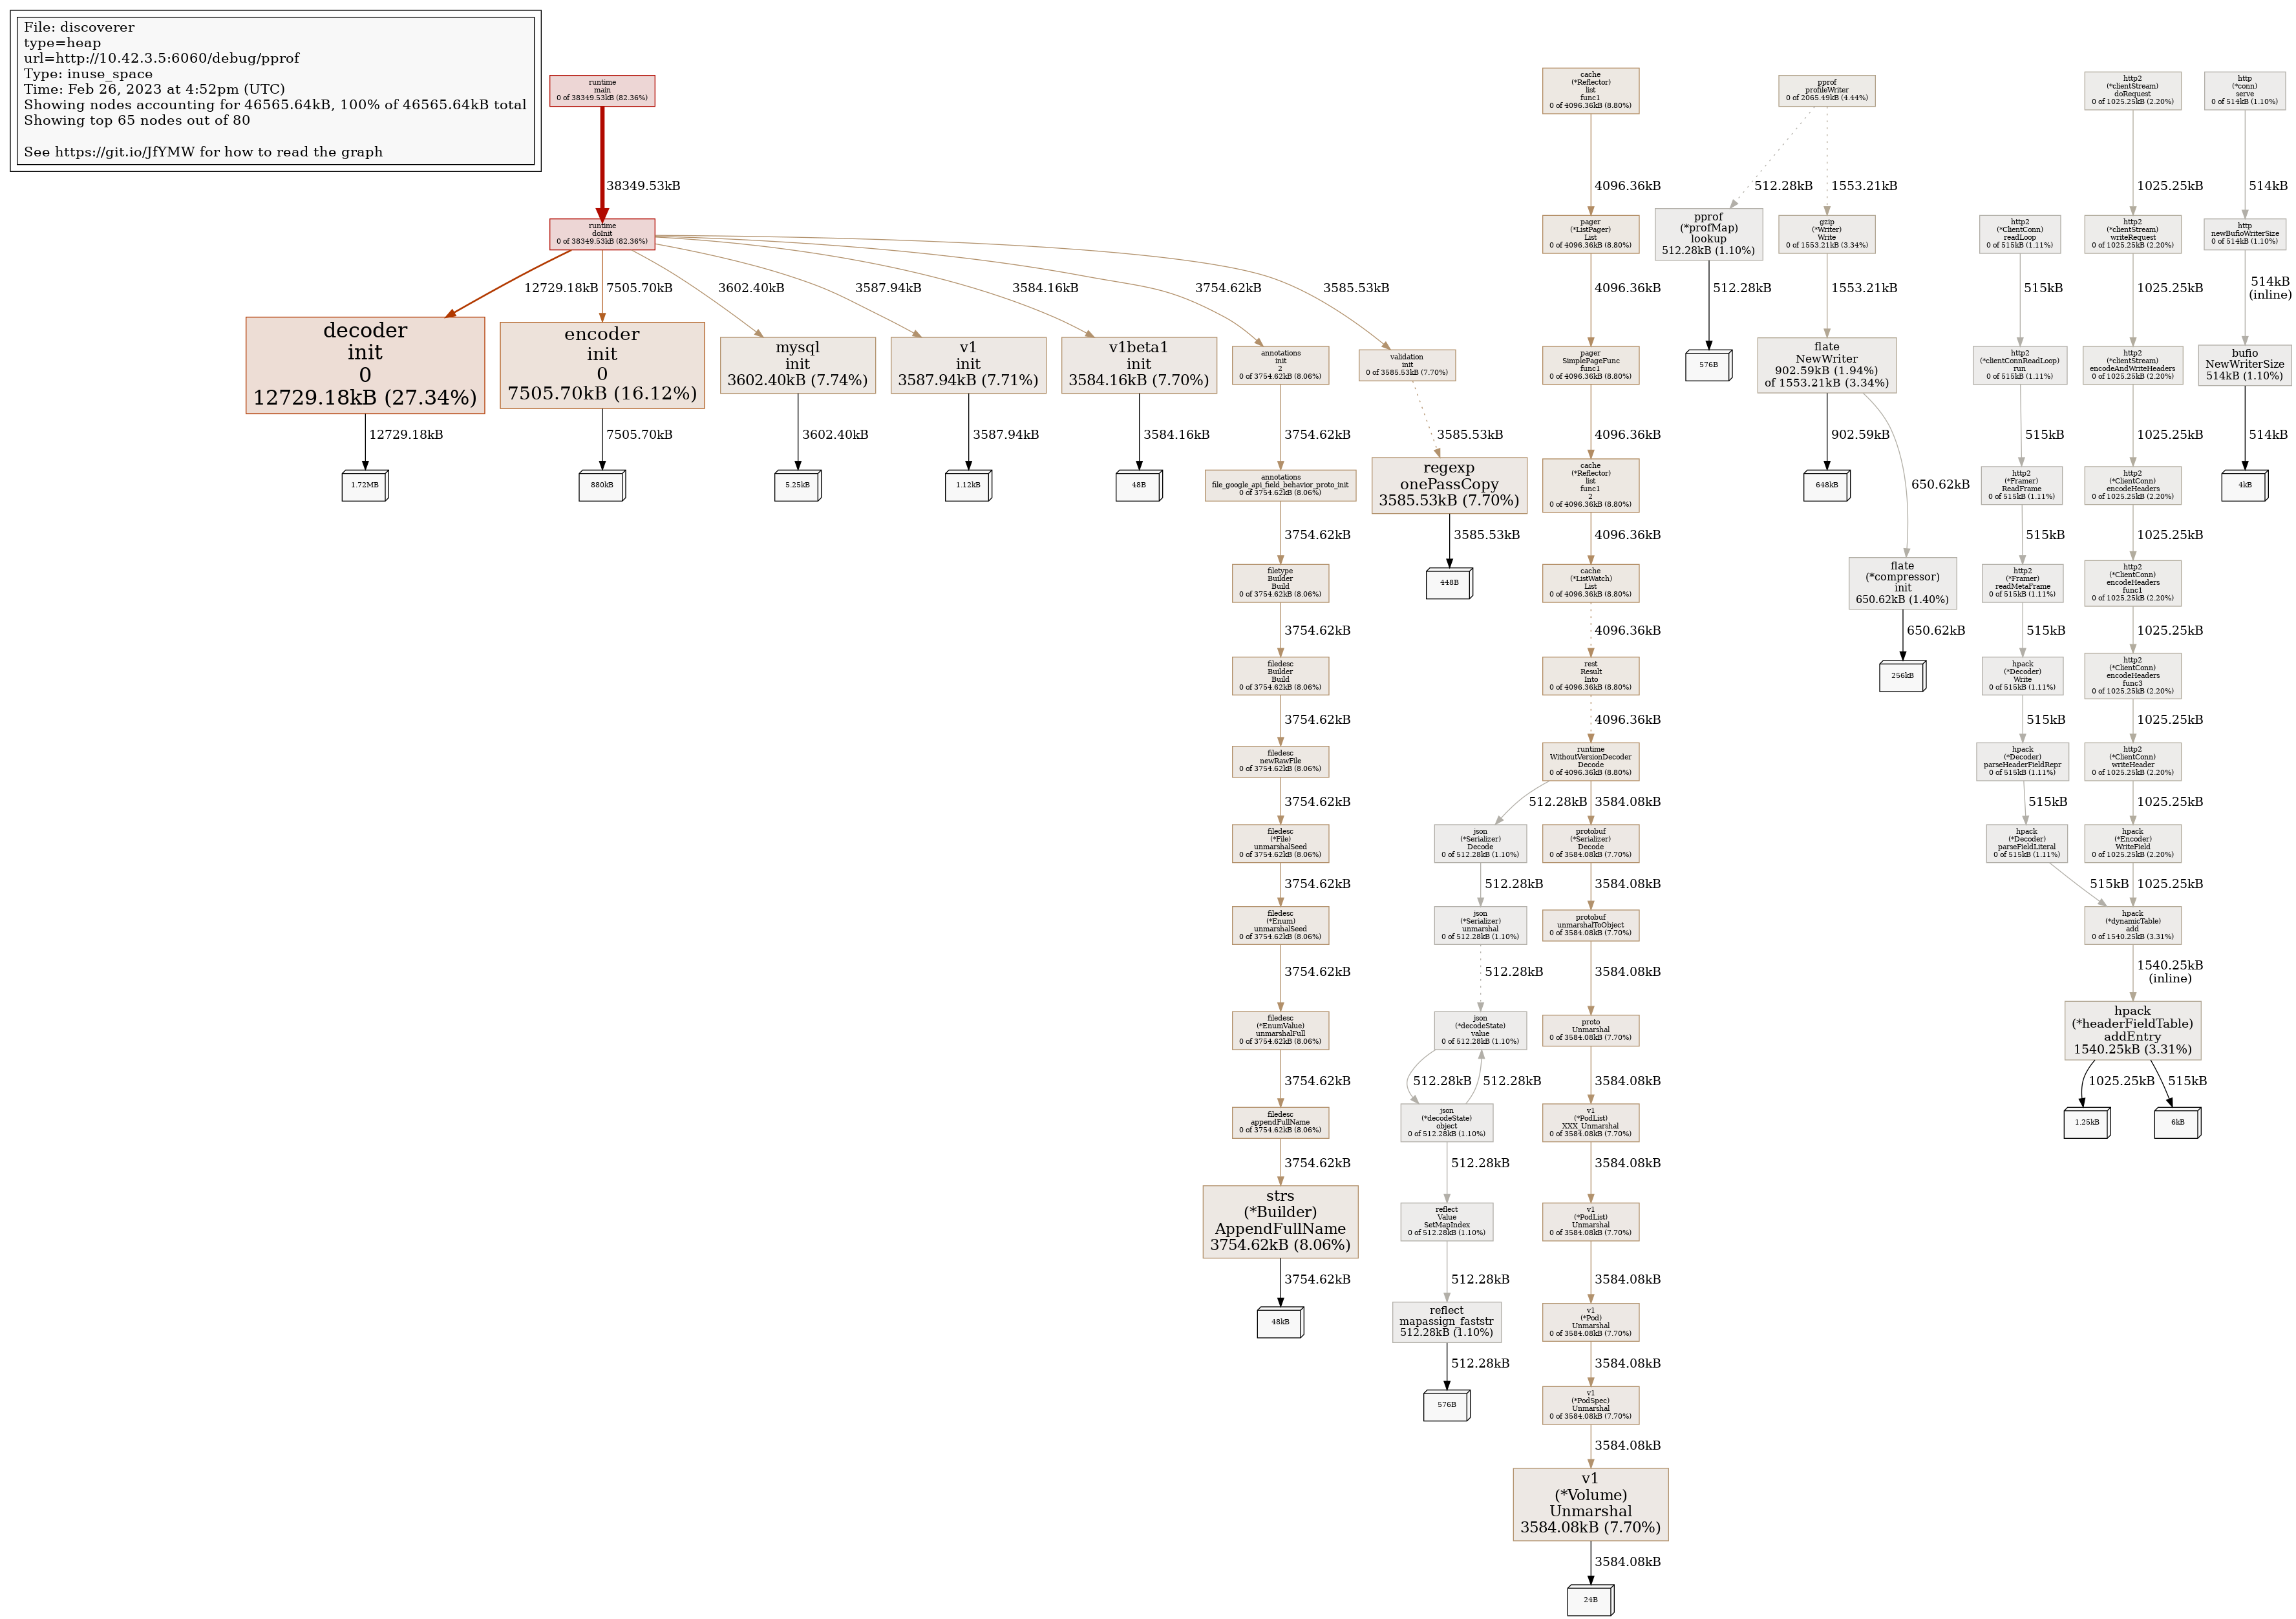 File: discoverer
type=heap
url=http://10.42.3.5:6060/debug/pprof
Type: inuse_space
Time: Feb 26, 2023 at 4:52pm (UTC)
Showing nodes accounting for 46565.64kB, 100% of 46565.64kB total
Showing top 65 nodes out of 80
See https://git.io/JfYMW for how to read the graph
runtime
main
0 of 38349.53kB (82.36%)
38349.53kB
runtime
doInit
0 of 38349.53kB (82.36%)
12729.18kB
7505.70kB
3602.40kB
3587.94kB
3584.16kB
3754.62kB
3585.53kB
decoder
init
0
12729.18kB (27.34%)
12729.18kB
1.72MB
encoder
init
0
7505.70kB (16.12%)
7505.70kB
880kB
mysql
init
3602.40kB (7.74%)
3602.40kB
5.25kB
v1
init
3587.94kB (7.71%)
3587.94kB
1.12kB
v1beta1
init
3584.16kB (7.70%)
3584.16kB
48B
annotations
init
2
0 of 3754.62kB (8.06%)
3754.62kB
annotations
file_google_api_field_behavior_proto_init
0 of 3754.62kB (8.06%)
3754.62kB
filetype
Builder
Build
0 of 3754.62kB (8.06%)
3754.62kB
filedesc
Builder
Build
0 of 3754.62kB (8.06%)
3754.62kB
filedesc
newRawFile
0 of 3754.62kB (8.06%)
3754.62kB
filedesc
(*File)
unmarshalSeed
0 of 3754.62kB (8.06%)
3754.62kB
filedesc
(*Enum)
unmarshalSeed
0 of 3754.62kB (8.06%)
3754.62kB
filedesc
(*EnumValue)
unmarshalFull
0 of 3754.62kB (8.06%)
3754.62kB
filedesc
appendFullName
0 of 3754.62kB (8.06%)
3754.62kB
strs
(*Builder)
AppendFullName
3754.62kB (8.06%)
3754.62kB
48kB
validation
init
0 of 3585.53kB (7.70%)
3585.53kB
regexp
onePassCopy
3585.53kB (7.70%)
3585.53kB
448B
cache
(*Reflector)
list
func1
0 of 4096.36kB (8.80%)
4096.36kB
pager
(*ListPager)
List
0 of 4096.36kB (8.80%)
4096.36kB
pager
SimplePageFunc
func1
0 of 4096.36kB (8.80%)
4096.36kB
cache
(*Reflector)
list
func1
2
0 of 4096.36kB (8.80%)
4096.36kB
cache
(*ListWatch)
List
0 of 4096.36kB (8.80%)
4096.36kB
rest
Result
Into
0 of 4096.36kB (8.80%)
4096.36kB
runtime
WithoutVersionDecoder
Decode
0 of 4096.36kB (8.80%)
512.28kB
3584.08kB
json
(*Serializer)
Decode
0 of 512.28kB (1.10%)
512.28kB
json
(*Serializer)
unmarshal
0 of 512.28kB (1.10%)
512.28kB
json
(*decodeState)
value
0 of 512.28kB (1.10%)
512.28kB
512.28kB
json
(*decodeState)
object
0 of 512.28kB (1.10%)
512.28kB
reflect
Value
SetMapIndex
0 of 512.28kB (1.10%)
512.28kB
reflect
mapassign_faststr
512.28kB (1.10%)
512.28kB
576B
protobuf
(*Serializer)
Decode
0 of 3584.08kB (7.70%)
3584.08kB
protobuf
unmarshalToObject
0 of 3584.08kB (7.70%)
3584.08kB
proto
Unmarshal
0 of 3584.08kB (7.70%)
3584.08kB
v1
(*PodList)
XXX_Unmarshal
0 of 3584.08kB (7.70%)
3584.08kB
v1
(*PodList)
Unmarshal
0 of 3584.08kB (7.70%)
3584.08kB
v1
(*Pod)
Unmarshal
0 of 3584.08kB (7.70%)
3584.08kB
v1
(*PodSpec)
Unmarshal
0 of 3584.08kB (7.70%)
3584.08kB
v1
(*Volume)
Unmarshal
3584.08kB (7.70%)
3584.08kB
24B
pprof
profileWriter
0 of 2065.49kB (4.44%)
512.28kB
1553.21kB
pprof
(*profMap)
lookup
512.28kB (1.10%)
512.28kB
576B
gzip
(*Writer)
Write
0 of 1553.21kB (3.34%)
1553.21kB
flate
NewWriter
902.59kB (1.94%)
of 1553.21kB (3.34%)
902.59kB
648kB
650.62kB
flate
(*compressor)
init
650.62kB (1.40%)
650.62kB
256kB
http2
(*ClientConn)
readLoop
0 of 515kB (1.11%)
515kB
http2
(*clientConnReadLoop)
run
0 of 515kB (1.11%)
515kB
http2
(*Framer)
ReadFrame
0 of 515kB (1.11%)
515kB
http2
(*Framer)
readMetaFrame
0 of 515kB (1.11%)
515kB
hpack
(*Decoder)
Write
0 of 515kB (1.11%)
515kB
hpack
(*Decoder)
parseHeaderFieldRepr
0 of 515kB (1.11%)
515kB
hpack
(*Decoder)
parseFieldLiteral
0 of 515kB (1.11%)
515kB
http2
(*clientStream)
doRequest
0 of 1025.25kB (2.20%)
1025.25kB
http2
(*clientStream)
writeRequest
0 of 1025.25kB (2.20%)
1025.25kB
http2
(*clientStream)
encodeAndWriteHeaders
0 of 1025.25kB (2.20%)
1025.25kB
http2
(*ClientConn)
encodeHeaders
0 of 1025.25kB (2.20%)
1025.25kB
http2
(*ClientConn)
encodeHeaders
func1
0 of 1025.25kB (2.20%)
1025.25kB
http2
(*ClientConn)
encodeHeaders
func3
0 of 1025.25kB (2.20%)
1025.25kB
http2
(*ClientConn)
writeHeader
0 of 1025.25kB (2.20%)
1025.25kB
hpack
(*Encoder)
WriteField
0 of 1025.25kB (2.20%)
1025.25kB
hpack
(*dynamicTable)
add
0 of 1540.25kB (3.31%)
1540.25kB
(inline)
hpack
(*headerFieldTable)
addEntry
1540.25kB (3.31%)
1025.25kB
515kB
1.25kB
6kB
http
(*conn)
serve
0 of 514kB (1.10%)
514kB
http
newBufioWriterSize
0 of 514kB (1.10%)
514kB
(inline)
bufio
NewWriterSize
514kB (1.10%)
514kB
4kB